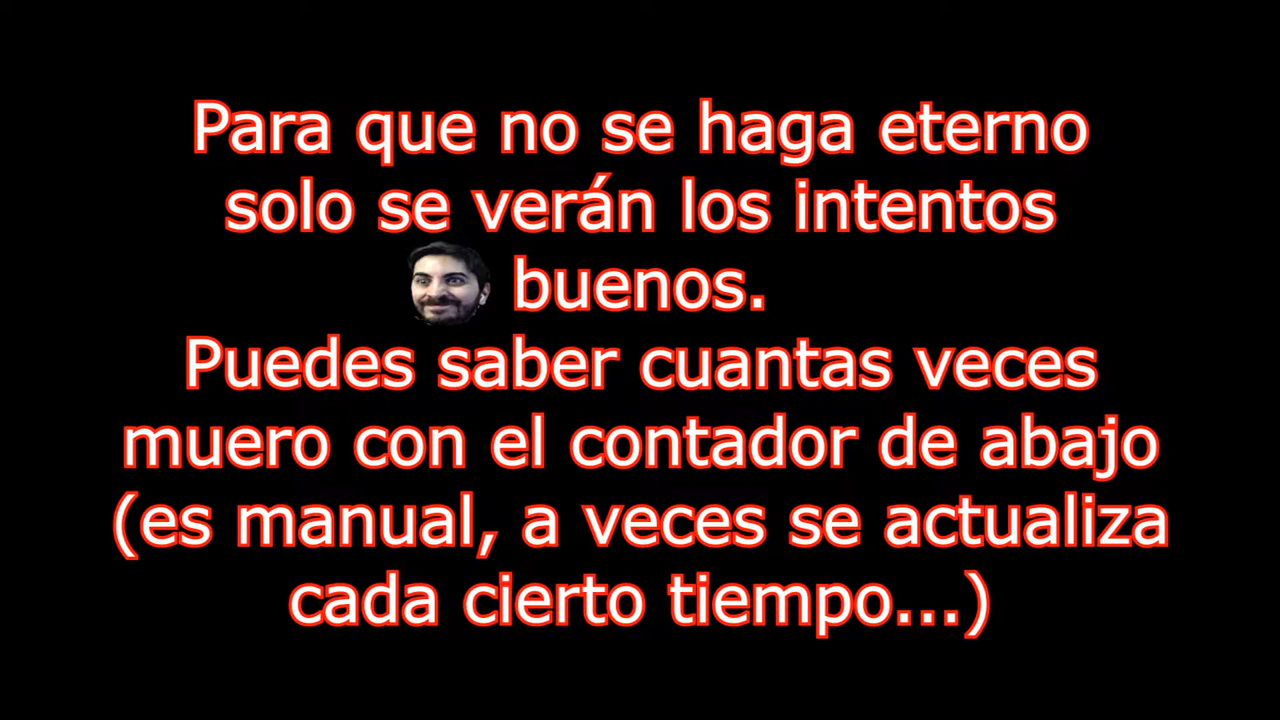 Para que no se haga eterno
solo se verán los intentos
buenos.
Puedes saber cuantas veces
muero con el contador de abajo
(es manual, a veces se actualiza
cada cierto tiempo...)